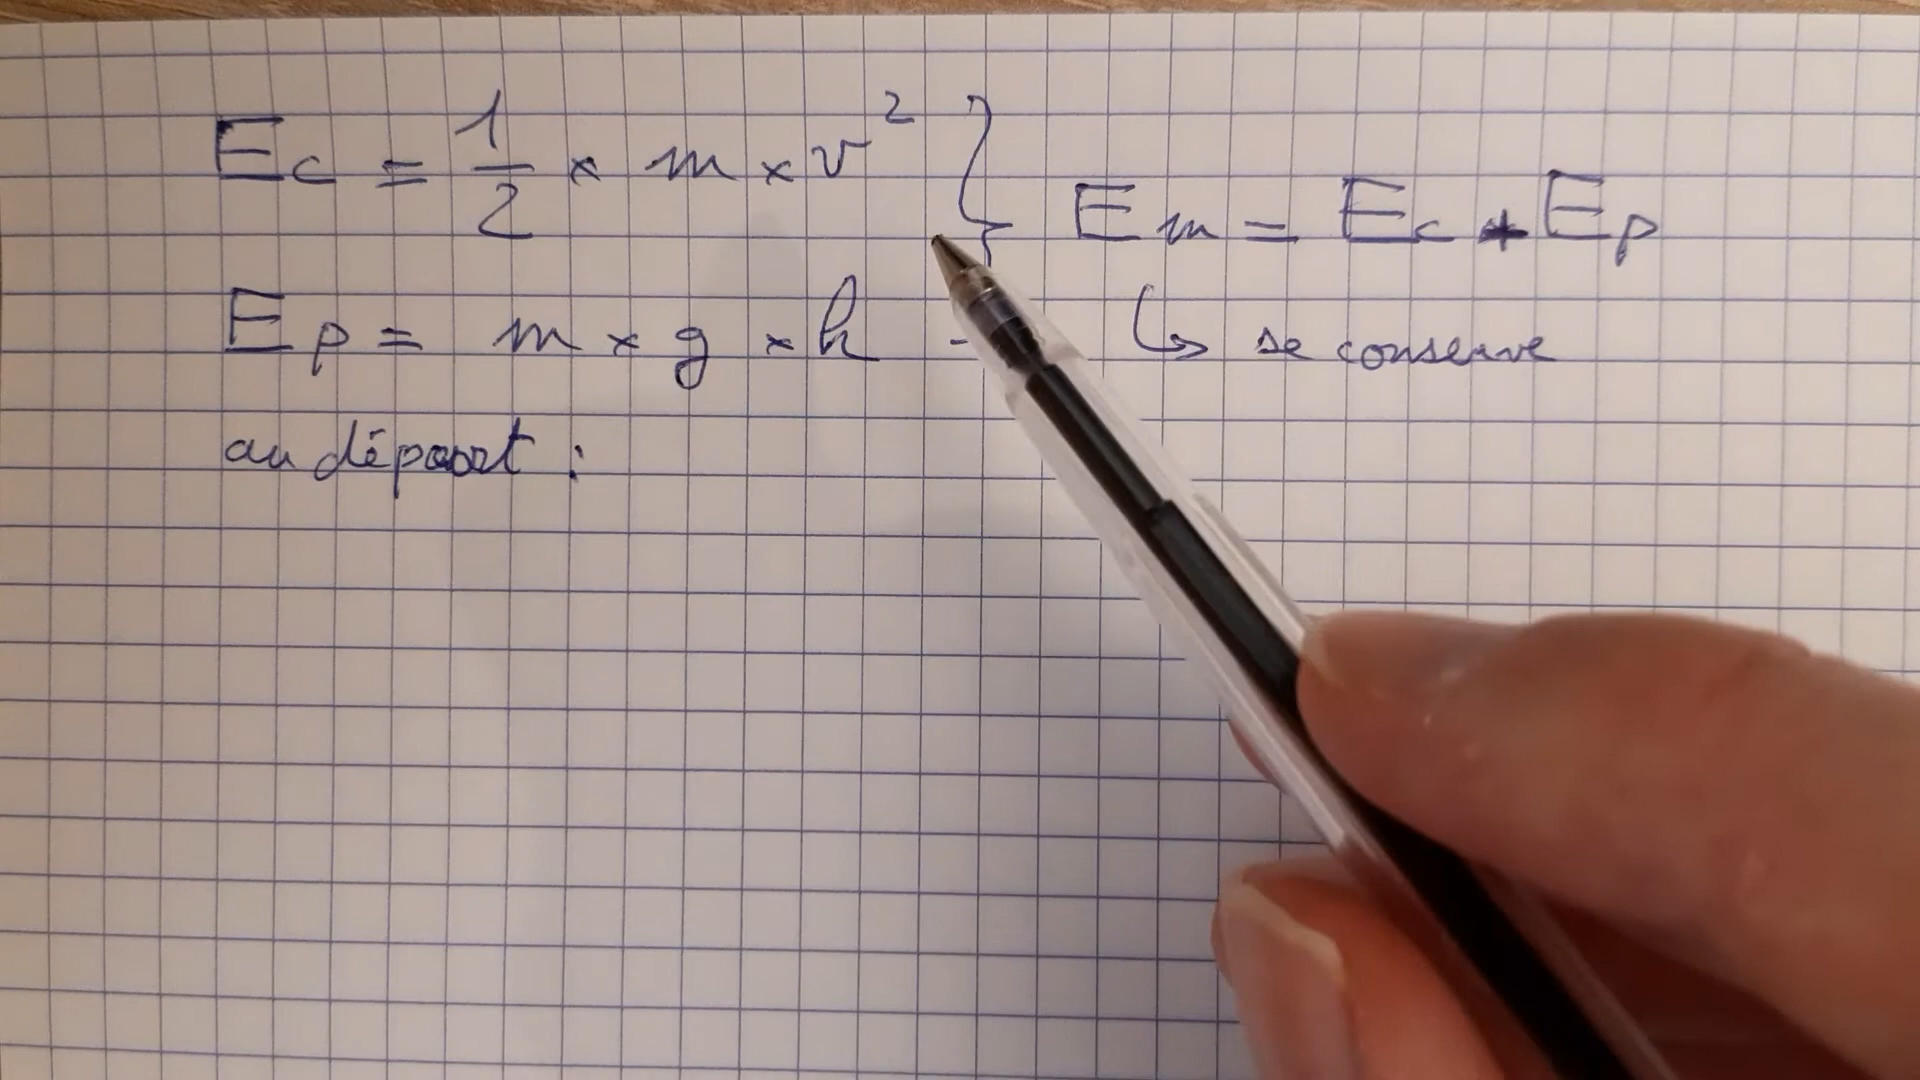 Ec = 1/2 × m × v² } Em = Ec + Ep
Ep = m × g × h ↳ se conserve
au départ :